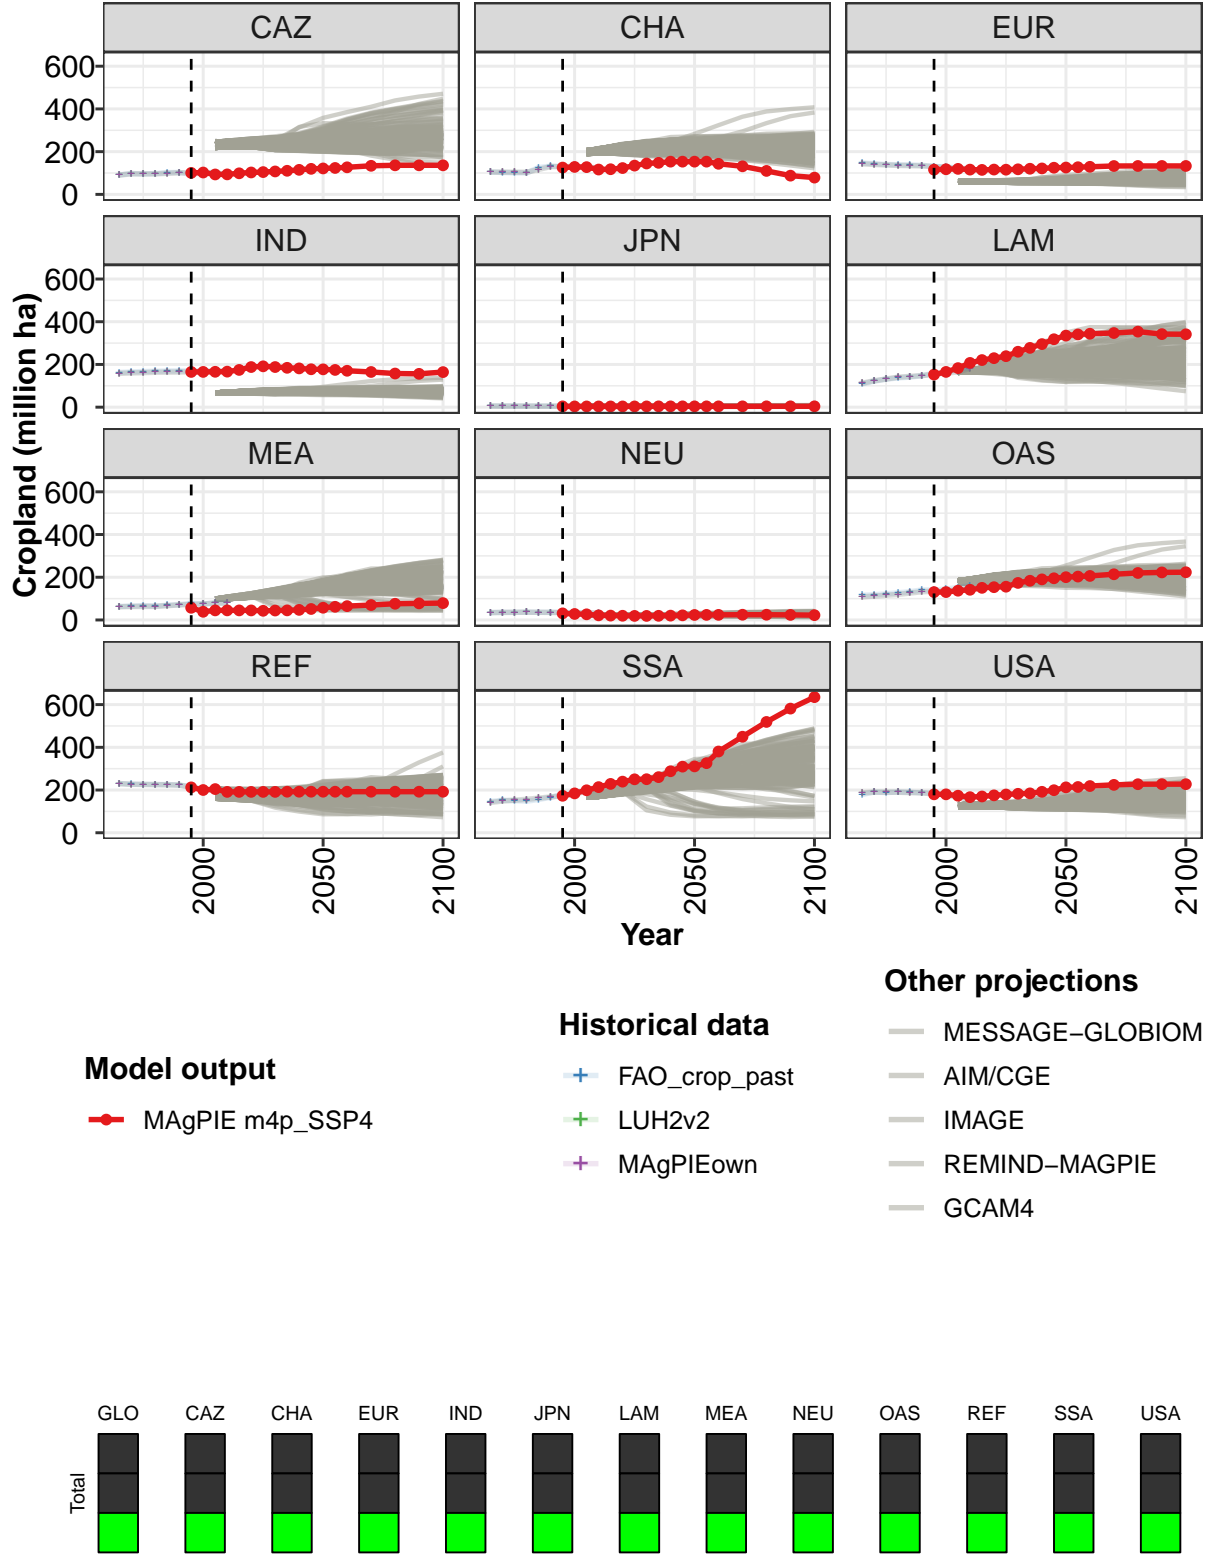 CAZ
CHA
EUR
600
400
200
0
IND
JPN
LAM
600
400
200
0
MEA
NEU
OAS
600
400
200
0
REF
SSA
USA
600
400
200
0
Cropland (million ha)
2000
2050
2100
2000
2050
2100
2000
2050
2100
Year
Model output
MAgPIE m4p_SSP4
Historical data
FAO_crop_past
LUH2v2
MAgPIEown
Other projections
MESSAGE−GLOBIOM
AIM/CGE
IMAGE
REMIND−MAGPIE
GCAM4
GLO CAZ CHA EUR IND JPN LAM MEA NEU OAS REF SSA USA
Total